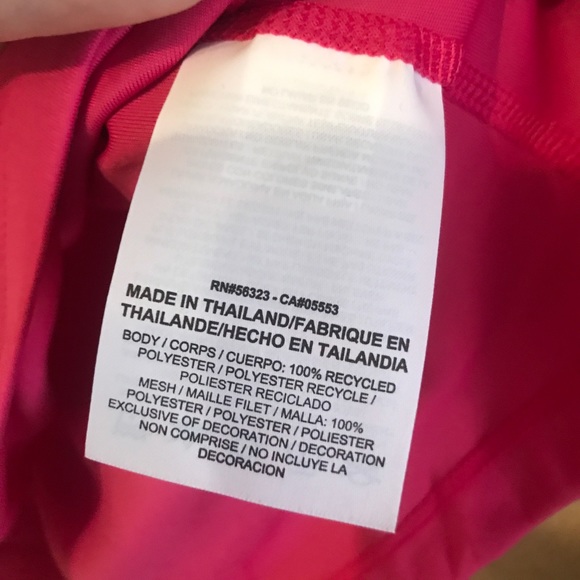 RN#56323 - CA#05553
MADE IN THAILAND/FABRIQUE EN
THAILANDE/HECHO EN TAILANDIA
BODY / CORPS / CUERPO: 100% RECYCLED
POLYESTER / POLYESTER RECYCLE /
POLIESTER RECICLADO
MESH / MAILLE FILET / MALLA: 100%
POLYESTER / POLYESTER / POLIESTER
EXCLUSIVE OF DECORATION / DECORATION
NON COMPRISE / NO INCLUYE LA
DECORACION